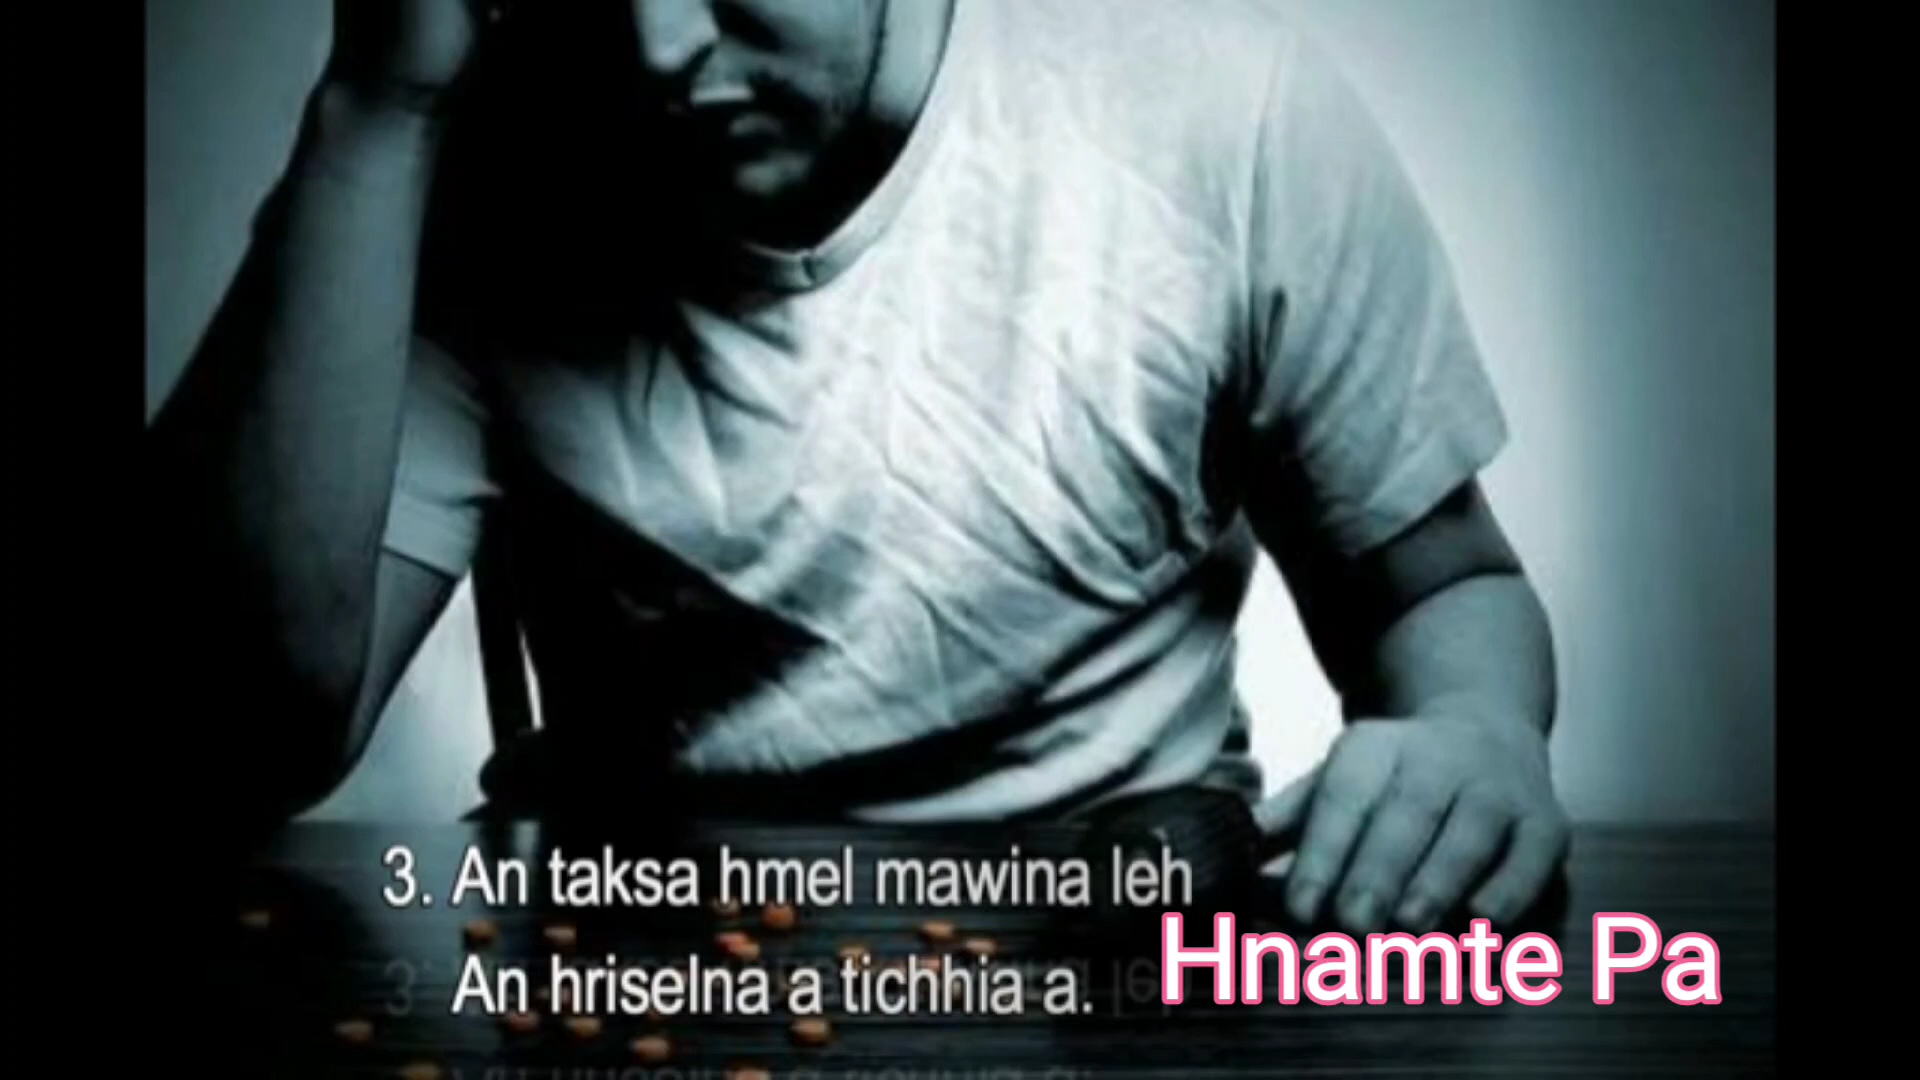 3. An taksa hmel mawina leh
An hriselna a tichhia a.
Hnamte Pa